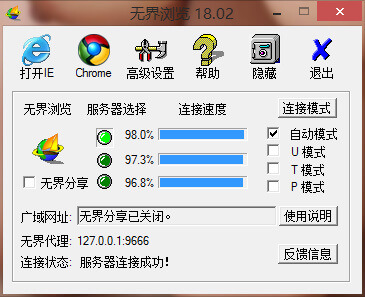 无界浏览 18.02
打开IE Chrome 高级设置 帮助 隐藏 退出
无界浏览 服务器选择 连接速度 连接模式
98.0% 自动模式
97.3% U 模式
T 模式
96.8% P 模式
无界分享
广域网址: 无界分享已关闭。 使用说明
无界代理: 127.0.0.1:9666
连接状态: 服务器连接成功! 反馈信息